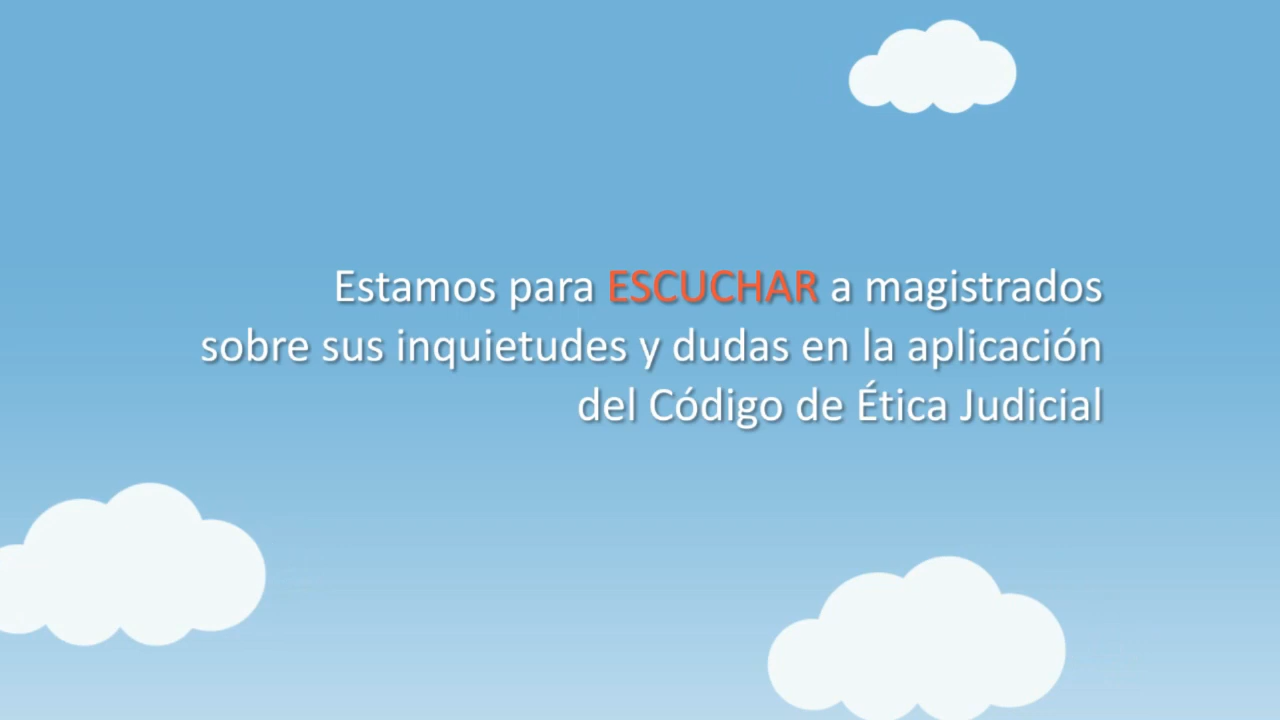 Estamos para ESCUCHAR a magistrados
sobre sus inquietudes y dudas en la aplicación
del Código de Ética Judicial